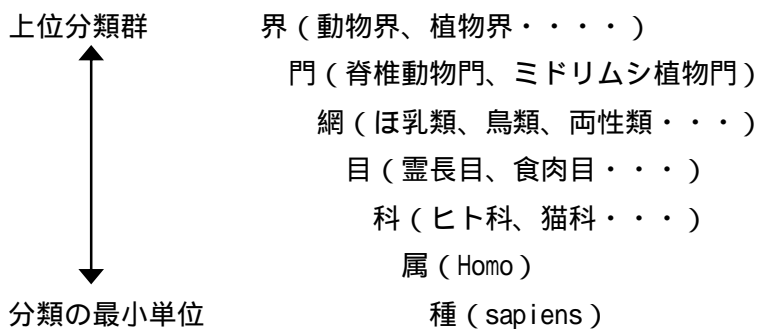 上位分類群 界(動物界、植物界・・・・)
門(脊椎動物門、ミドリムシ植物門)
網(ほ乳類、鳥類、両性類・・・)
目(霊長目、食肉目・・・)
科(ヒト科、猫科・・・)
属(Homo)
分類の最小単位 種(sapiens)